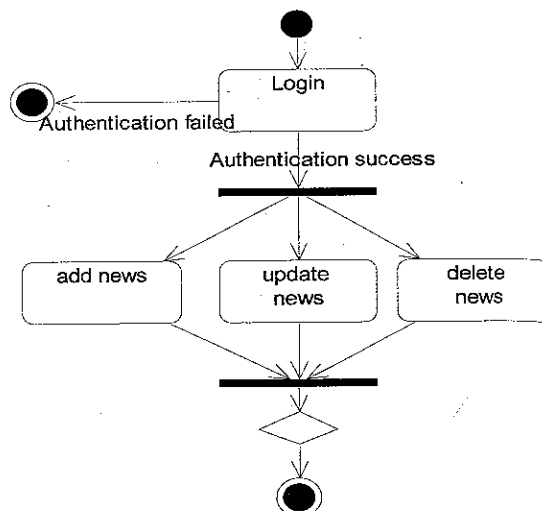 Login
Authentication failed
Authentication success
add news
update
news
delete
news